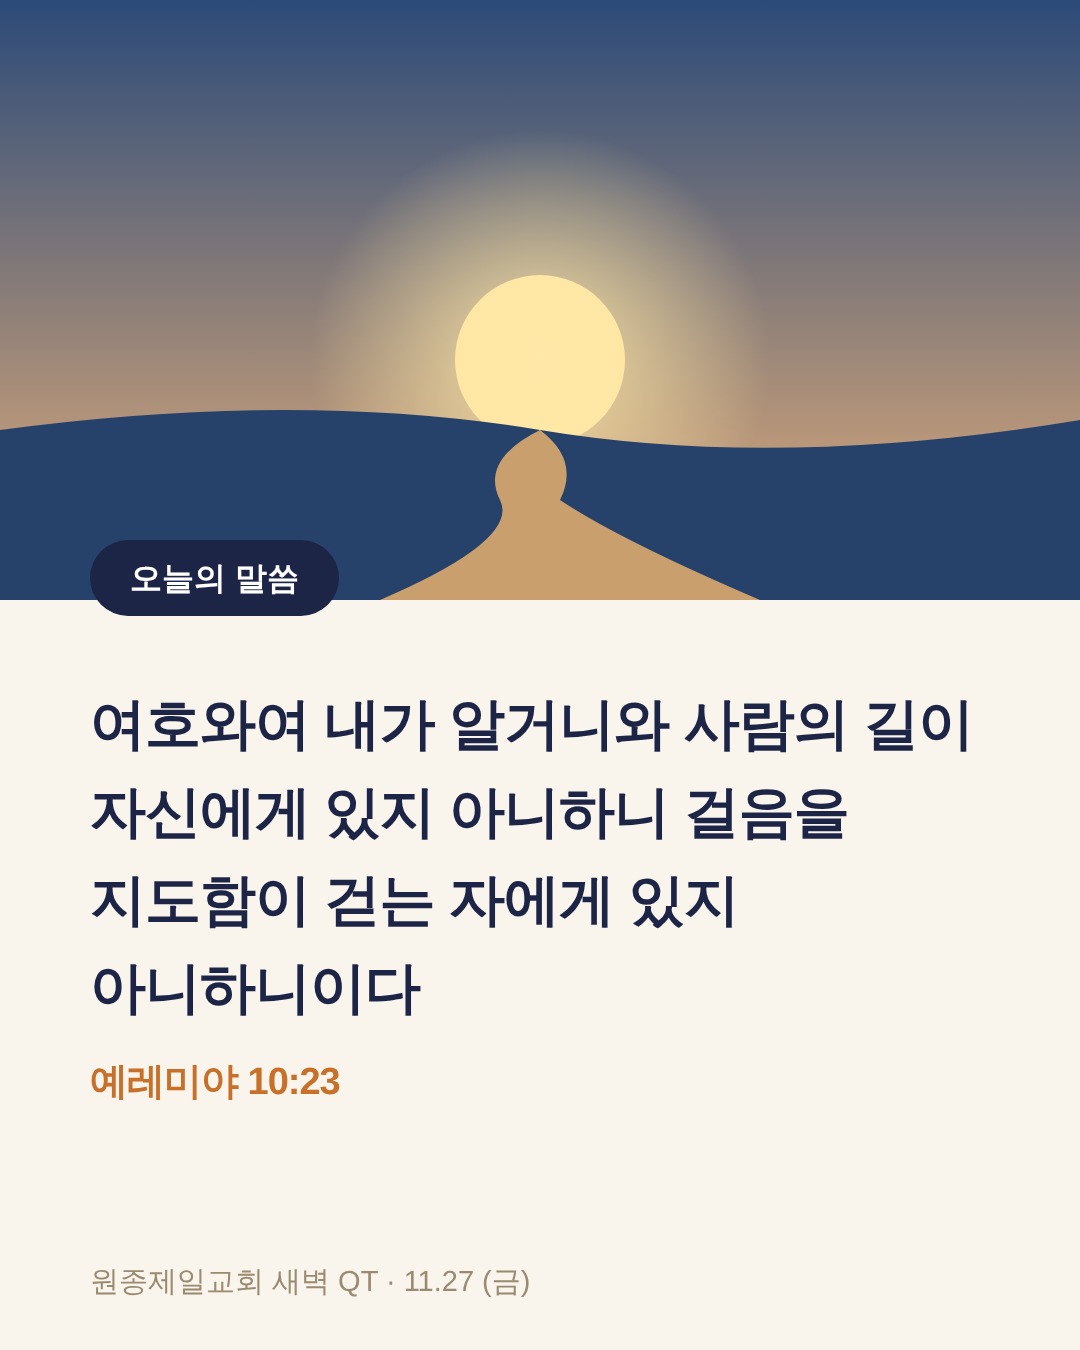 오늘의 말씀
여호와여 내가 알거니와 사람의 길이
자신에게 있지 아니하니 걸음을
지도함이 걷는 자에게 있지
아니하니이다
예레미야 10:23
원종제일교회 새벽 QT · 11.27 (금)